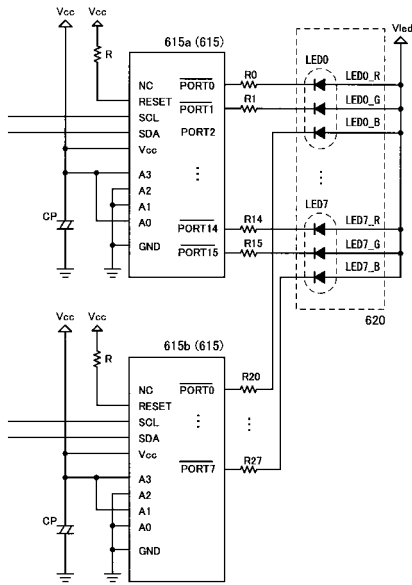 Vcc Vcc Vled
615a (615)
R
LED0
NC PORT0 R0 LED0_R
RESET PORT1 R1 LED0_G
SCL PORT2 LED0_B
SDA
Vcc
A3 ⋮ ⋮
A2
A1 LED7
CP A0 PORT14 R14 LED7_R
GND PORT15 R15 LED7_G
LED7_B
620
Vcc Vcc
615b (615)
R
NC PORT0 R20
RESET
SCL ⋮ ⋮
SDA
Vcc
A3 PORT7 R27
A2
A1
CP A0
GND